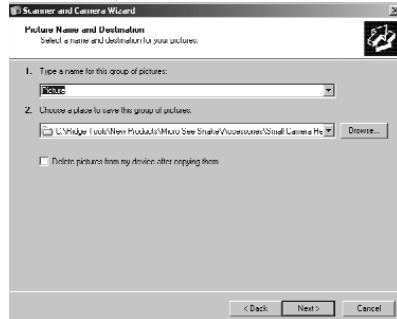 Scanner and Camera Wizard
Picture Name and Destination
Select a name and destination for your pictures.
1. Type a name for this group of pictures:
Picture
2. Choose a place to save this group of pictures:
C:\Ridge Tools\New Products\Micro See Snake\Accessories\Small Camera He
Browse...
Delete pictures from my device after copying them
< Back Next > Cancel